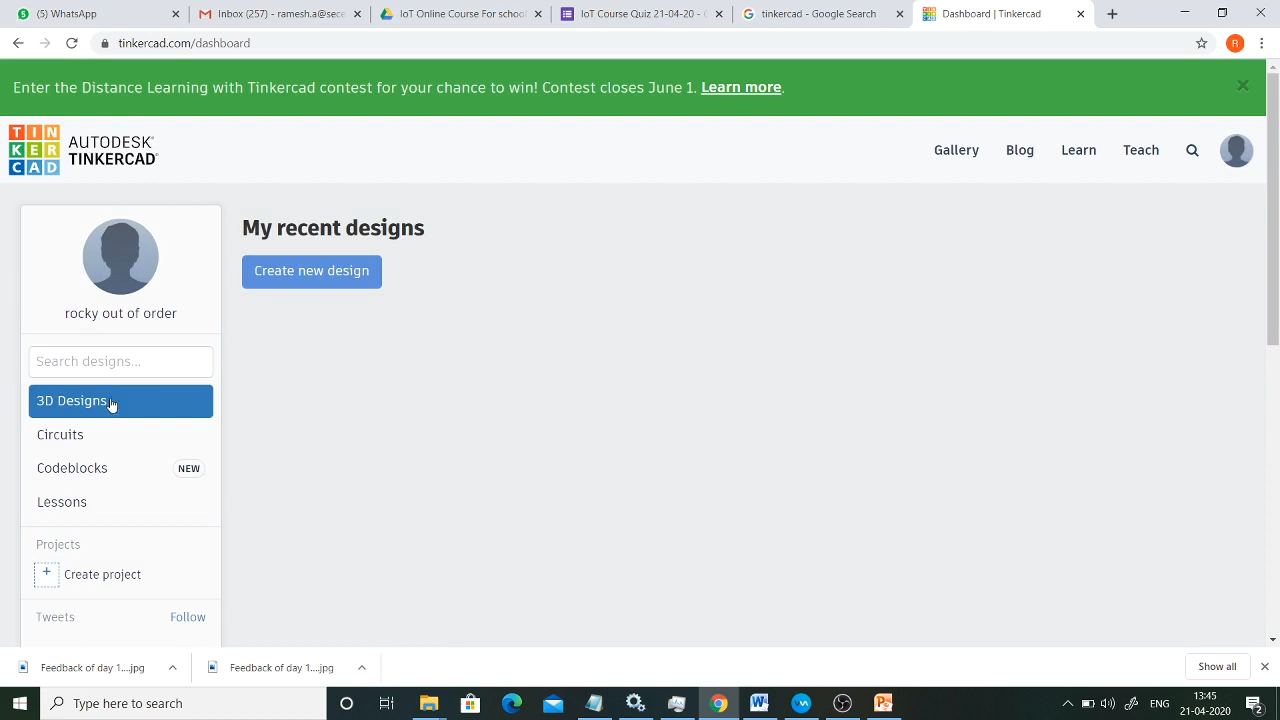 (5) WhatsApp
Inbox (257) - ramabha@sece
IoT Online Course For school
IoT Course Quiz 21-04-20 -
tinkercad - Google Search
Dashboard | Tinkercad
tinkercad.com/dashboard
R
Enter the Distance Learning with Tinkercad contest for your chance to win! Contest closes June 1. Learn more.
TIN
KER
CAD
AUTODESK®
TINKERCAD®
Gallery
Blog
Learn
Teach
My recent designs
Create new design
rocky out of order
Search designs...
3D Designs
Circuits
Codeblocks
NEW
Lessons
Projects
+ Create project
Tweets
Follow
Feedback of day 1....jpg
Feedback of day 1....jpg
Show all
Type here to search
ENG
13:45
21-04-2020
2